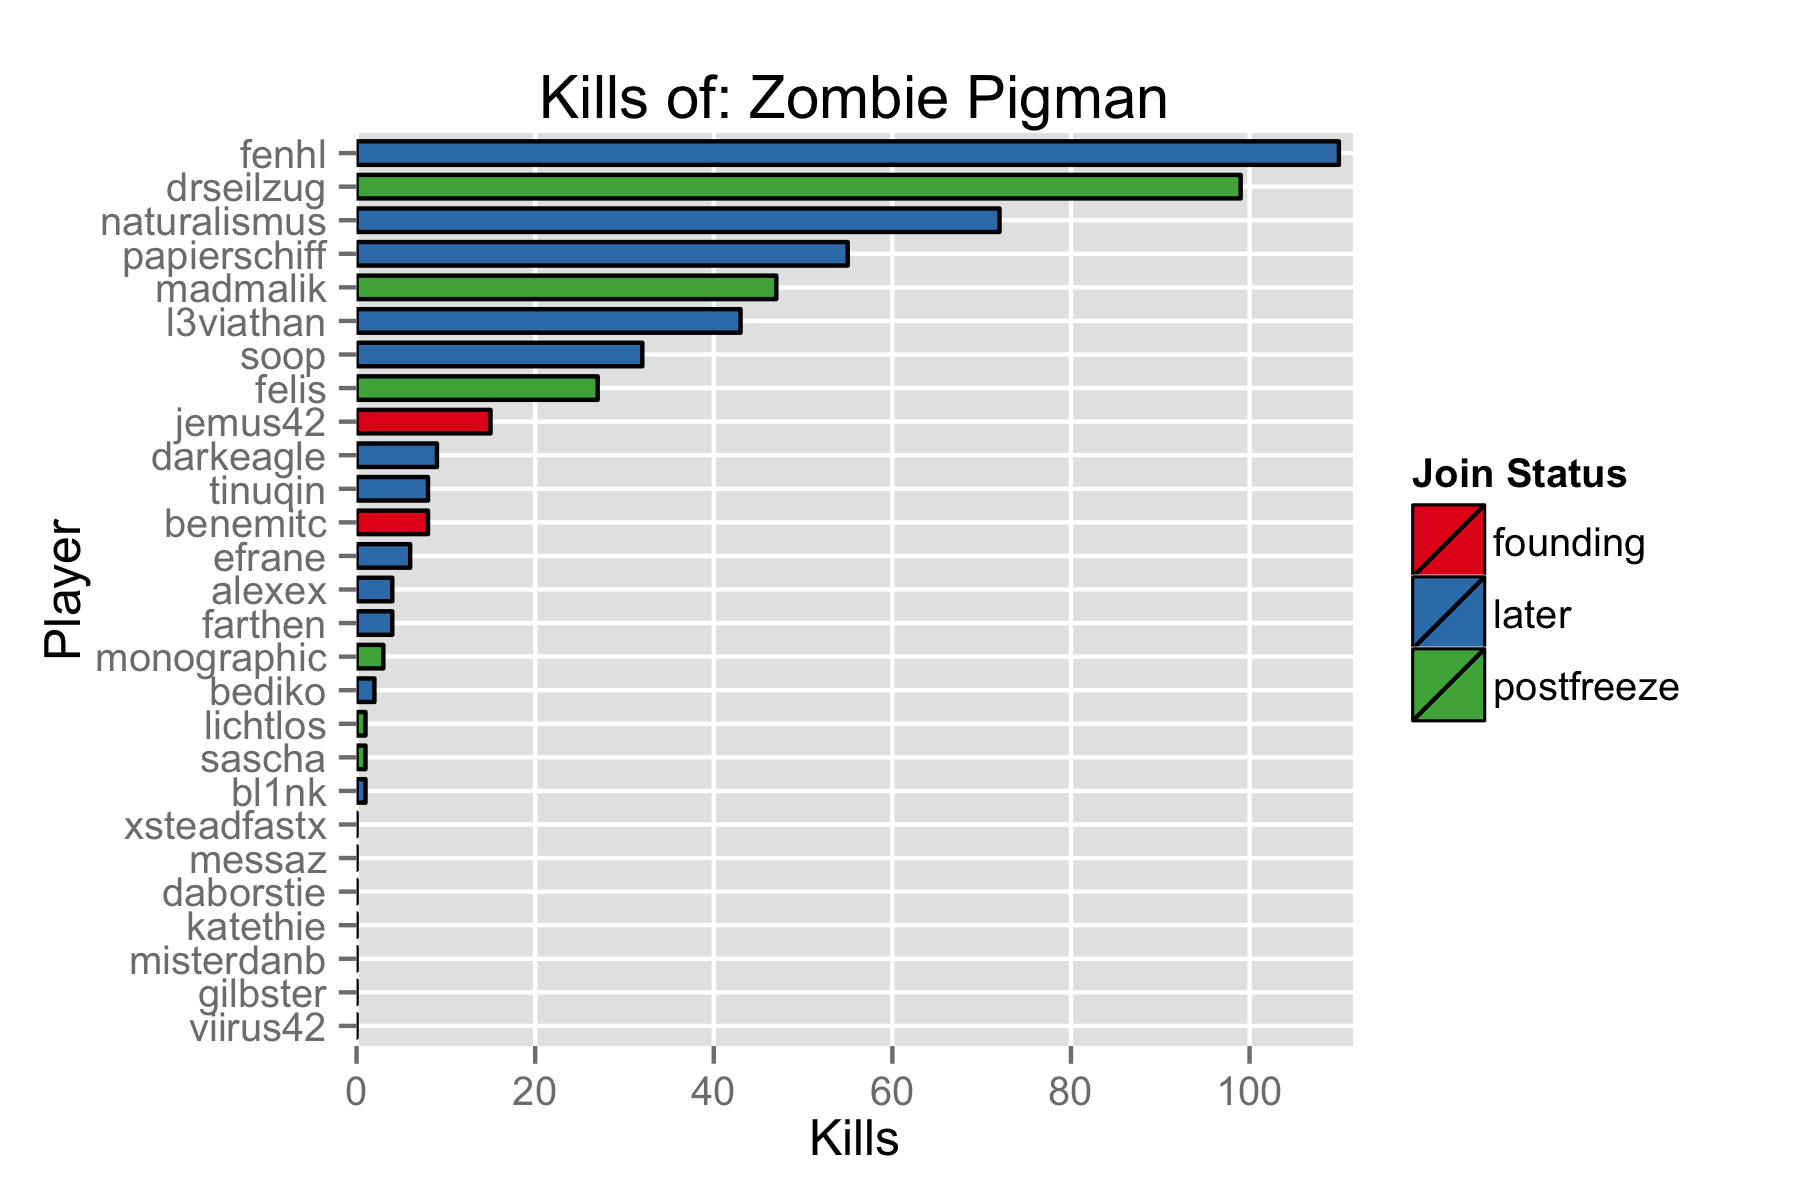 Kills of: Zombie Pigman
fenhl
drseilzug
naturalismus
papierschiff
madmalik
l3viathan
soop
felis
jemus42
darkeagle
tinuqin
benemitc
efrane
alexex
farthen
monographic
bediko
lichtlos
sascha
bl1nk
xsteadfastx
messaz
daborstie
katethie
misterdanb
gilbster
viirus42
Player
0 20 40 60 80 100
Kills
Join Status
founding
later
postfreeze